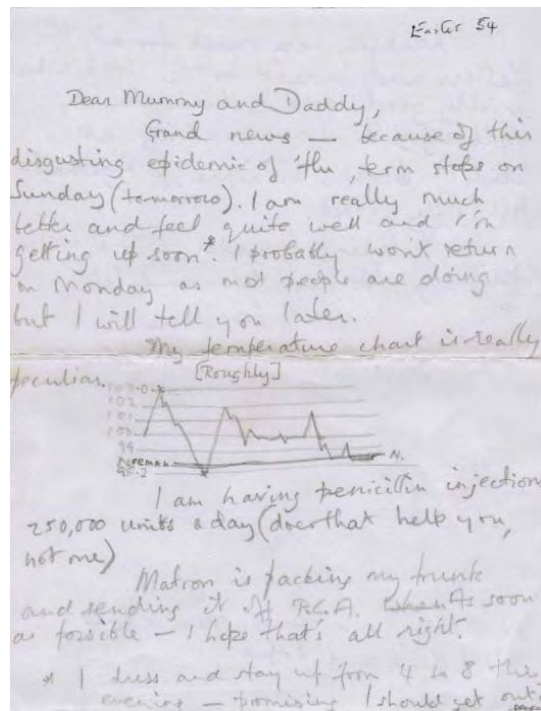 Easter 54
Dear Mummy and Daddy,
Grand news — because of this
disgusting epidemic of 'flu, term stops on
Sunday (tomorrow). I am really much
better and feel quite well and I'm
getting up soon*. I probably won't return
on Monday as most people are doing
but I will tell you later.
My temperature chart is really
peculiar.
[Roughly]
102
101
100
99
N.
I am having penicillin injection
250,000 units a day (does that help you,
not me)
Matron is packing my trunk
and sending it off P.L.A. As soon
as possible — I hope that's all right.
* I dress and stay up from 4 to 8 this
evening — promising I should get out